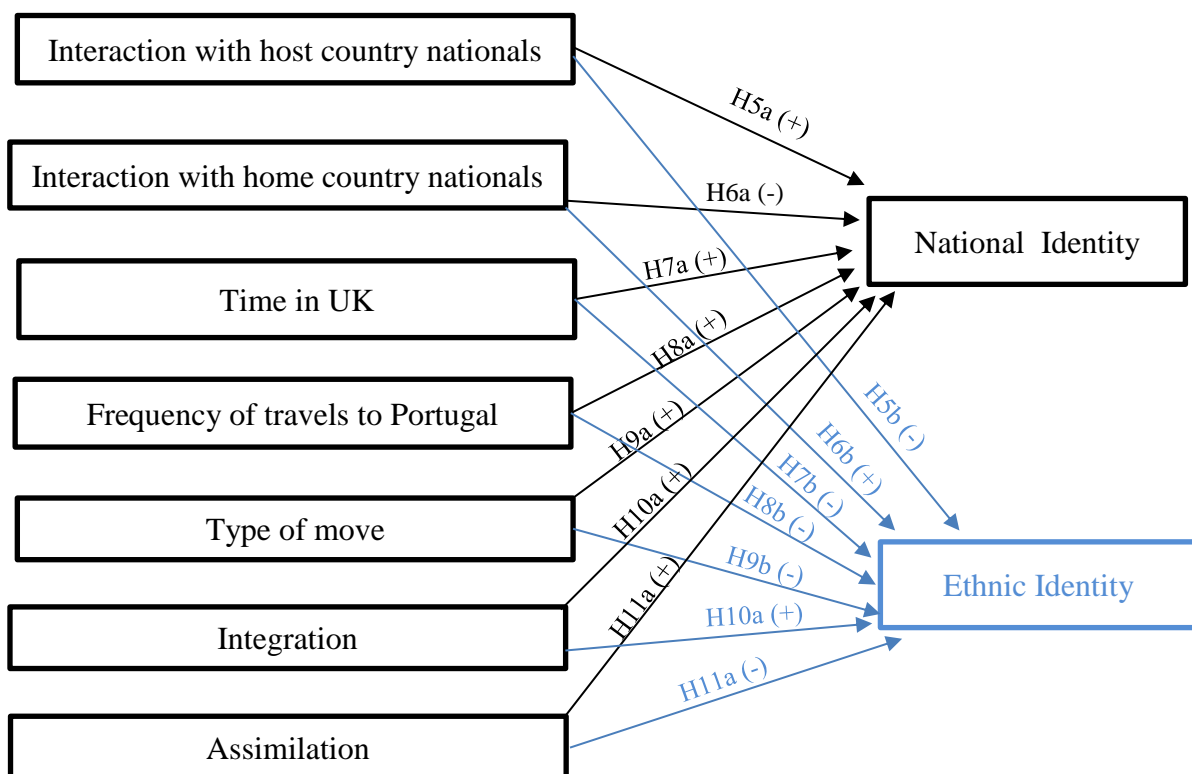 Interaction with host country nationals
H5a (+)
Interaction with home country nationals
H6a (-)
National Identity
H7a (+)
Time in UK
H8a (+)
Frequency of travels to Portugal
H9a (+)
H5b (-)
H6b (+)
H7b (-)
H10a (+)
H8b (-)
Type of move
H11a (+)
H9b (-)
Ethnic Identity
H10a (+)
Integration
H11a (-)
Assimilation